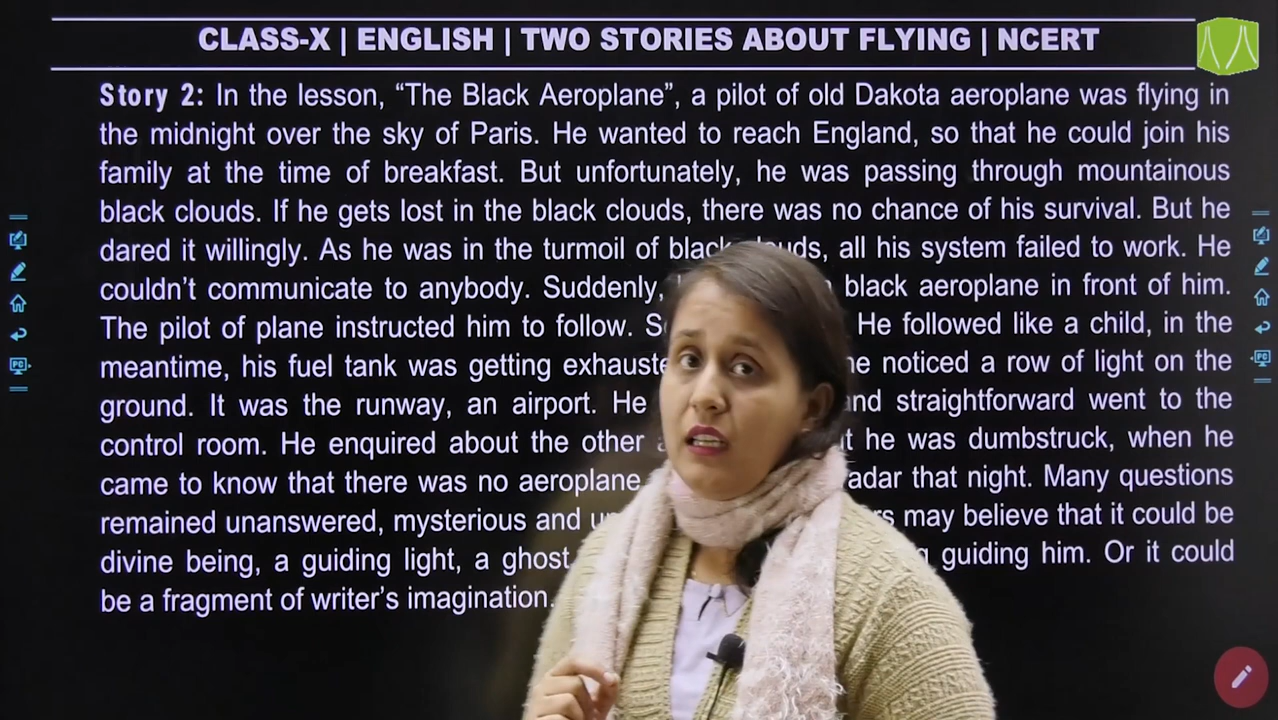 CLASS-X | ENGLISH | TWO STORIES ABOUT FLYING | NCERT
Story 2: In the lesson, “The Black Aeroplane”, a pilot of old Dakota aeroplane was flying in
the midnight over the sky of Paris. He wanted to reach England, so that he could join his
family at the time of breakfast. But unfortunately, he was passing through mountainous
black clouds. If he gets lost in the black clouds, there was no chance of his survival. But he
dared it willingly. As he was in the turmoil of black clouds, all his system failed to work. He
couldn’t communicate to anybody. Suddenly, black aeroplane in front of him.
The pilot of plane instructed him to follow. He followed like a child, in the
meantime, his fuel tank was getting he noticed a row of light on the
ground. It was the runway, an airport. He and straightforward went to the
control room. He enquired about the other he was dumbstruck, when he
came to know that there was no aeroplane radar that night. Many questions
remained unanswered, mysterious and may believe that it could be
divine being, a guiding light, a ghost guiding him. Or it could
be a fragment of writer’s imagination.
PC
PC